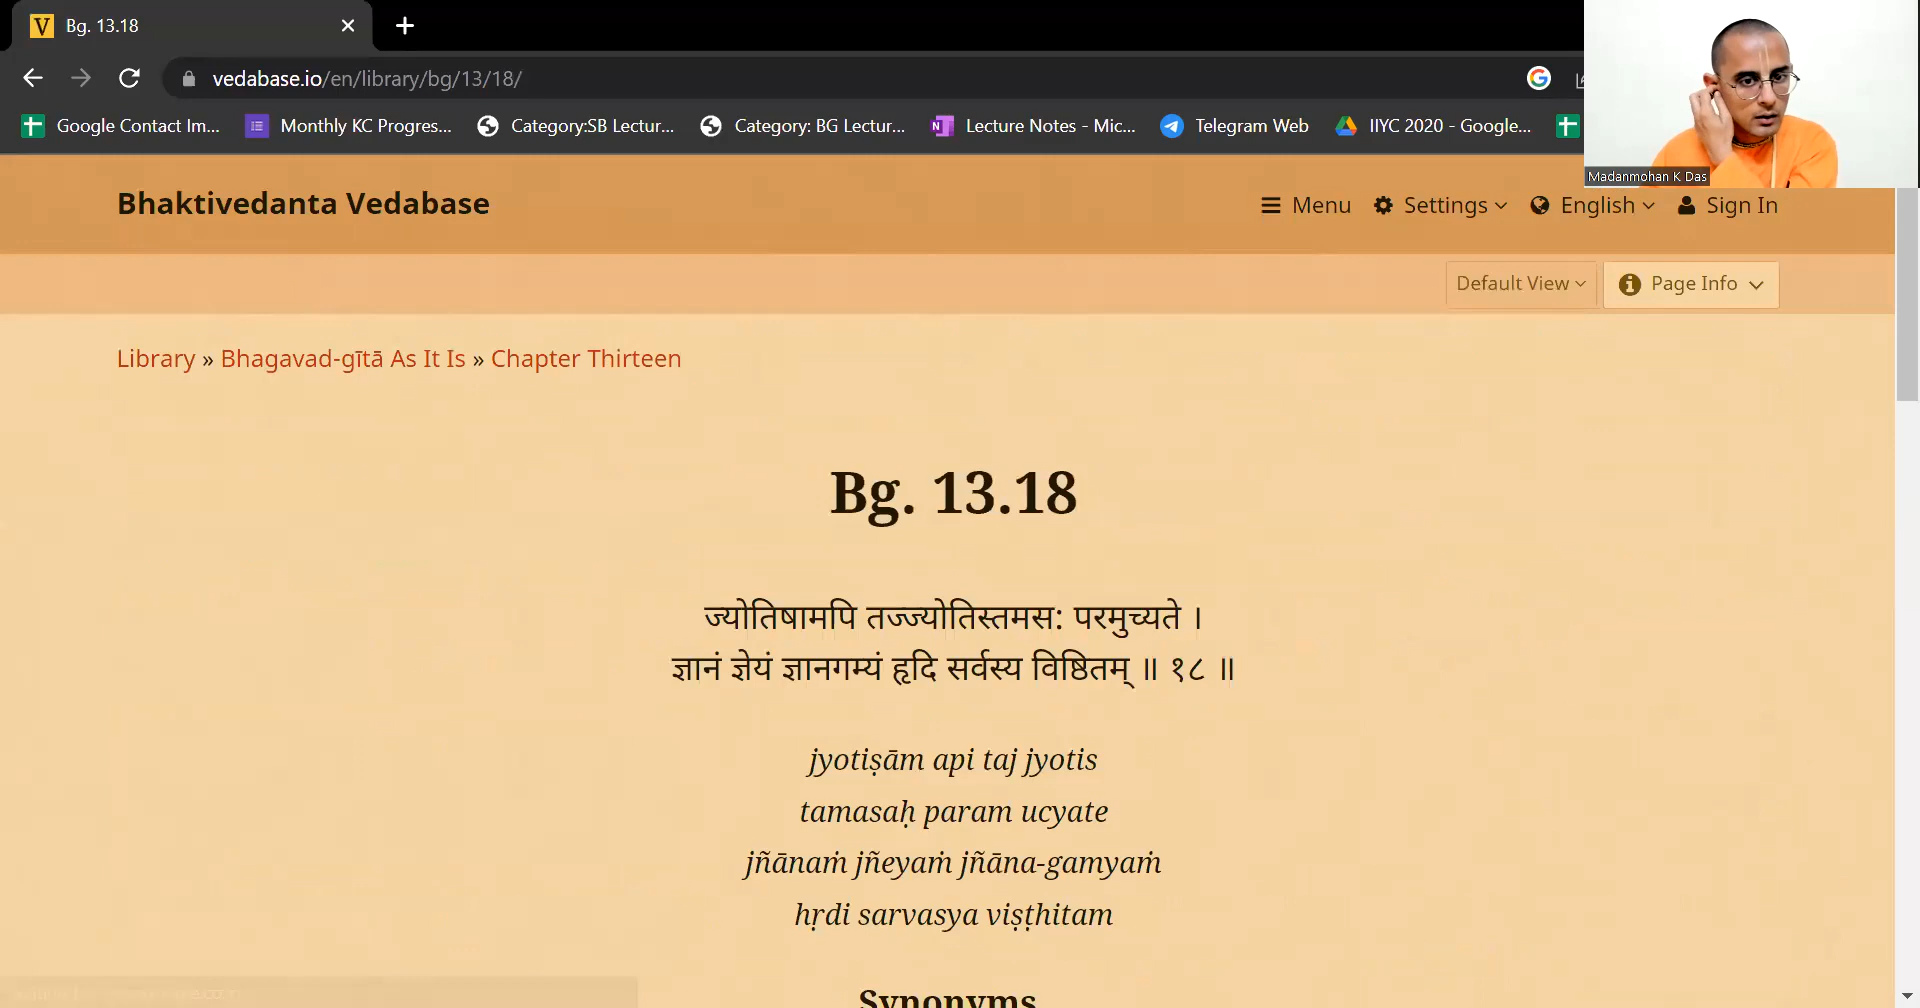 Bg. 13.18
vedabase.io/en/library/bg/13/18/
Google Contact Im...
Monthly KC Progres...
Category:SB Lectur...
Category: BG Lectur...
Lecture Notes - Mic...
Telegram Web
IIYC 2020 - Google...
Madanmohan K Das
Bhaktivedanta Vedabase
Menu Settings English Sign In
Default View Page Info
Library » Bhagavad-gītā As It Is » Chapter Thirteen
Bg. 13.18
ज्योतिषामपि तज्ज्योतिस्तमस: परमुच्यते ।
ज्ञानं ज्ञेयं ज्ञानगम्यं हृदि सर्वस्य विष्ठितम् ॥ १८ ॥
jyotiṣām api taj jyotis
tamasaḥ param ucyate
jñānaṁ jñeyaṁ jñāna-gamyaṁ
hṛdi sarvasya viṣṭhitam
Synonyms